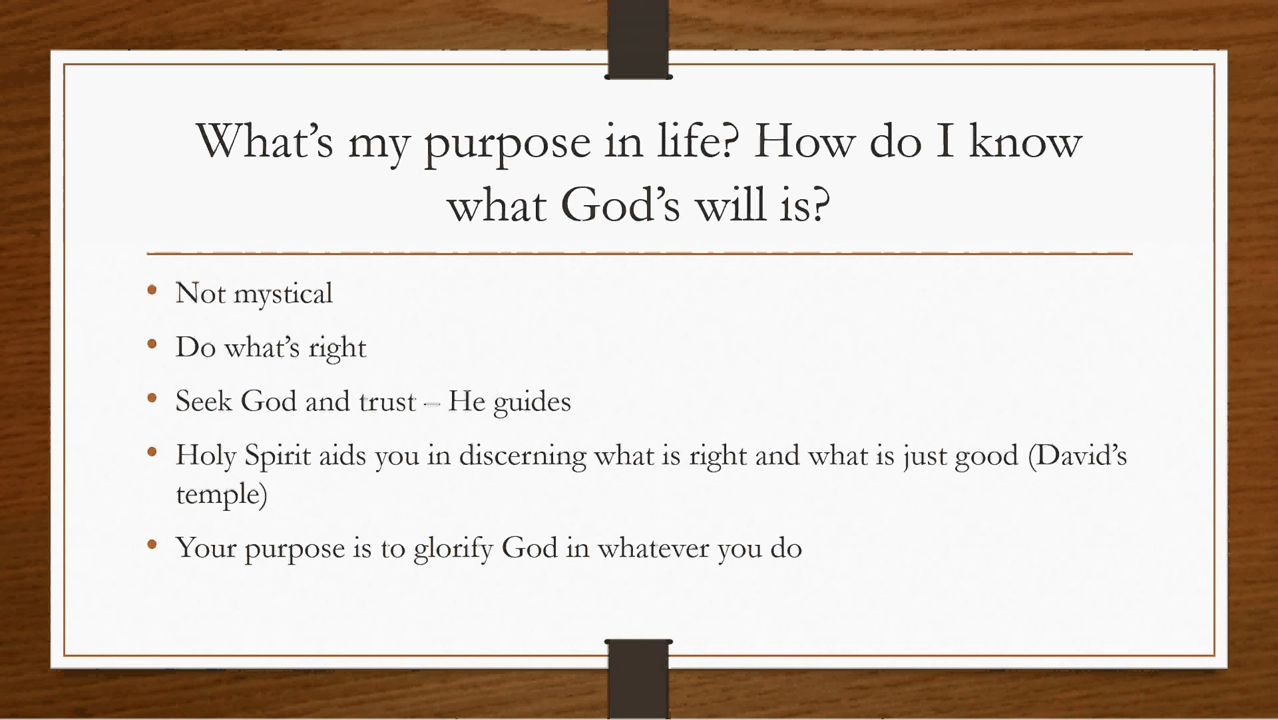 What’s my purpose in life? How do I know
what God’s will is?
• Not mystical
• Do what’s right
• Seek God and trust – He guides
• Holy Spirit aids you in discerning what is right and what is just good (David’s
temple)
• Your purpose is to glorify God in whatever you do